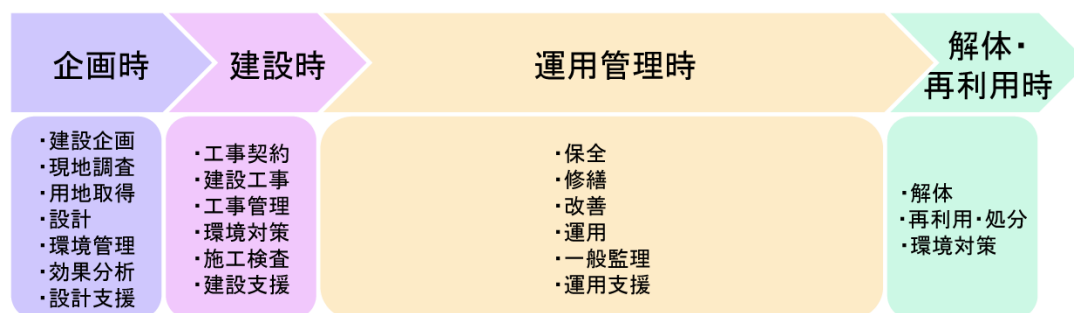 企画時
建設時
運用管理時
解体・
再利用時
・建設企画
・現地調査
・用地取得
・設計
・環境管理
・効果分析
・設計支援
・工事契約
・建設工事
・工事管理
・環境対策
・施工検査
・建設支援
・保全
・修繕
・改善
・運用
・一般監理
・運用支援
・解体
・再利用・処分
・環境対策